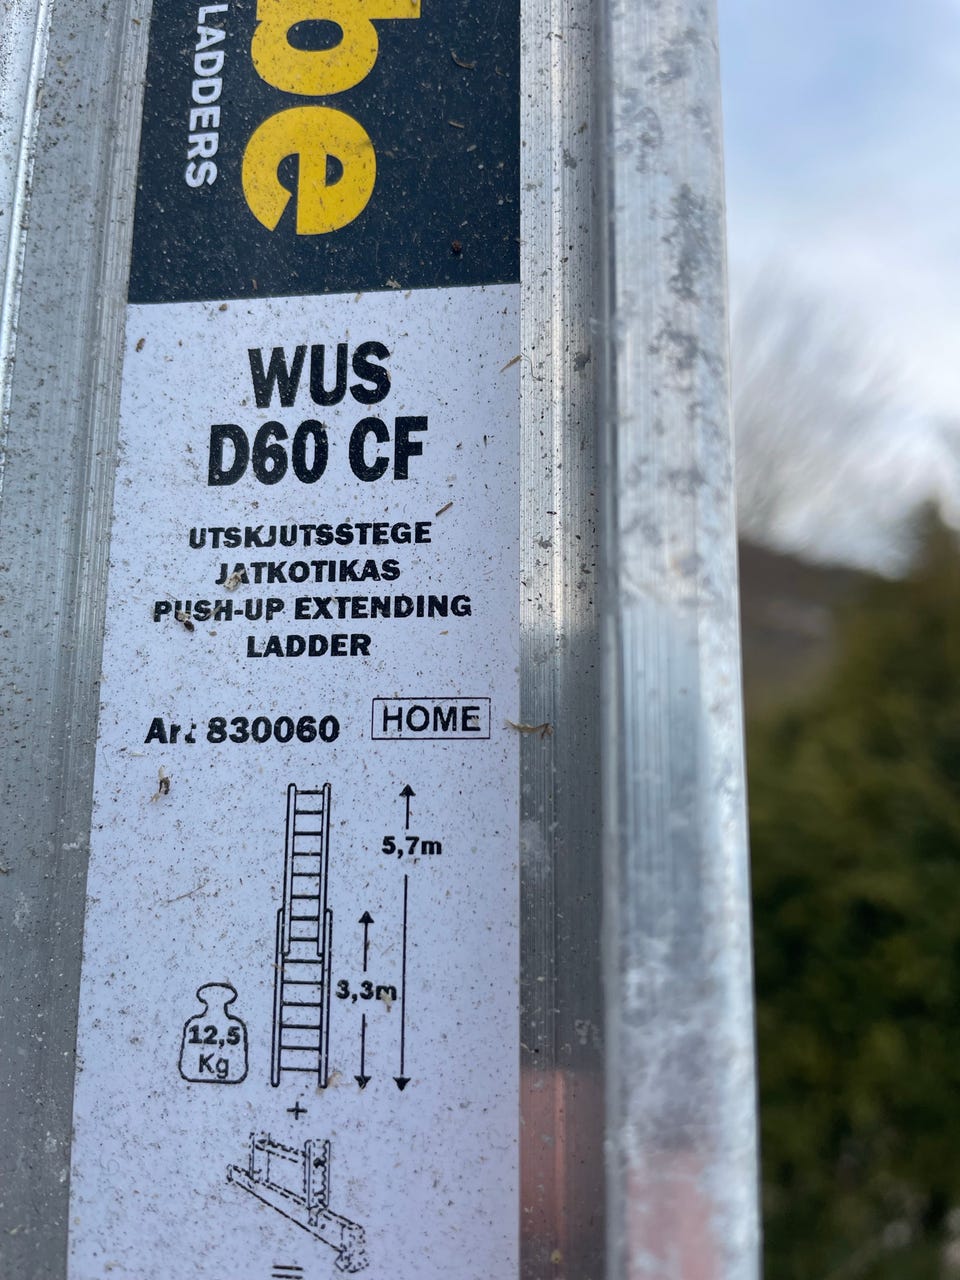 be
LADDERS
WUS
D60 CF
UTSKJUTSSTEGE
JATKOTIKAS
PUSH-UP EXTENDING
LADDER
Art 830060 HOME
5,7m
3,3m
12,5
Kg
+
=